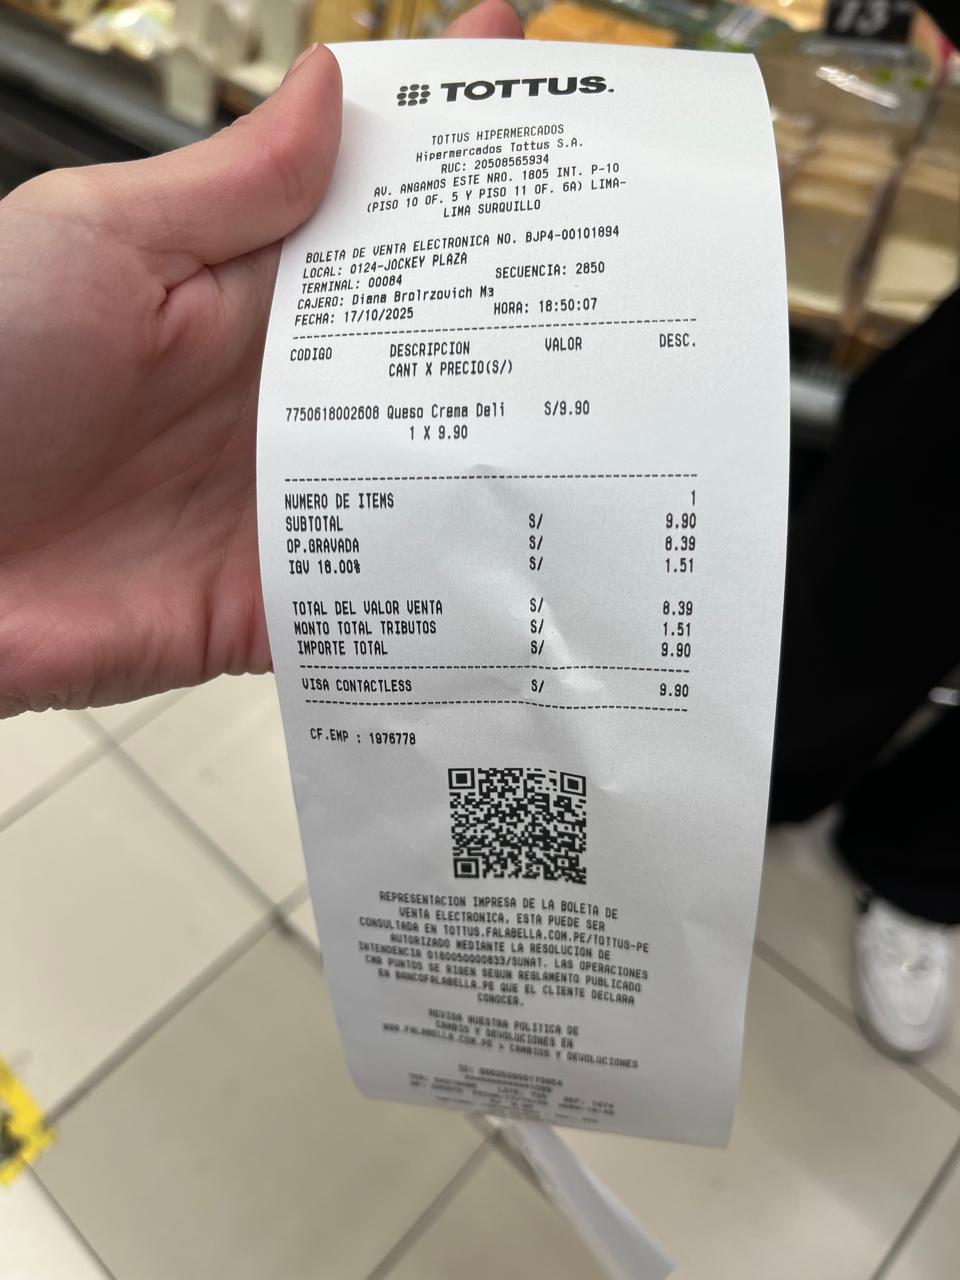 13
TOTTUS.
TOTTUS HIPERMERCADOS
Hipermercados Tottus S.A.
RUC: 20508565934
AV. ANGAMOS ESTE NRO. 1805 INT. P-10
(PISO 10 OF. 5 Y PISO 11 OF. 6A) LIMA-
LIMA SURQUILLO
BOLETA DE VENTA ELECTRONICA NO. BJP4-00101894
LOCAL: 0124-JOCKEY PLAZA
TERMINAL: 00084 SECUENCIA: 2850
CAJERO: Diana Brolrzovich M3
FECHA: 17/10/2025 HORA: 18:50:07
CODIGO DESCRIPCION VALOR DESC.
CANT X PRECIO(S/)
7750618002608 Queso Crema Deli S/9.90
1 X 9.90
NUMERO DE ITEMS 1
SUBTOTAL S/ 9.90
OP.GRAVADA S/ 8.39
IGV 18.00% S/ 1.51
TOTAL DEL VALOR VENTA S/ 8.39
MONTO TOTAL TRIBUTOS S/ 1.51
IMPORTE TOTAL S/ 9.90
VISA CONTACTLESS S/ 9.90
CF.EMP : 1976778
REPRESENTACION IMPRESA DE LA BOLETA DE
VENTA ELECTRONICA, ESTA PUEDE SER
CONSULTADA EN TOTTUS.FALABELLA.COM.PE/TOTTUS-PE
AUTORIZADO MEDIANTE LA RESOLUCION DE
INTENDENCIA 0180050000833/SUNAT. LAS OPERACIONES
CMR PUNTOS SE RIGEN SEGUN REGLAMENTO PUBLICADO
EN BANCOFALABELLA.PE QUE EL CLIENTE DECLARA
CONOCER.
REVISA NUESTRA POLITICA DE
CAMBIO Y DEVOLUCIONES EN
WWW.FALABELLA.COM.PE > CAMBIOS Y DEVOLUCIONES